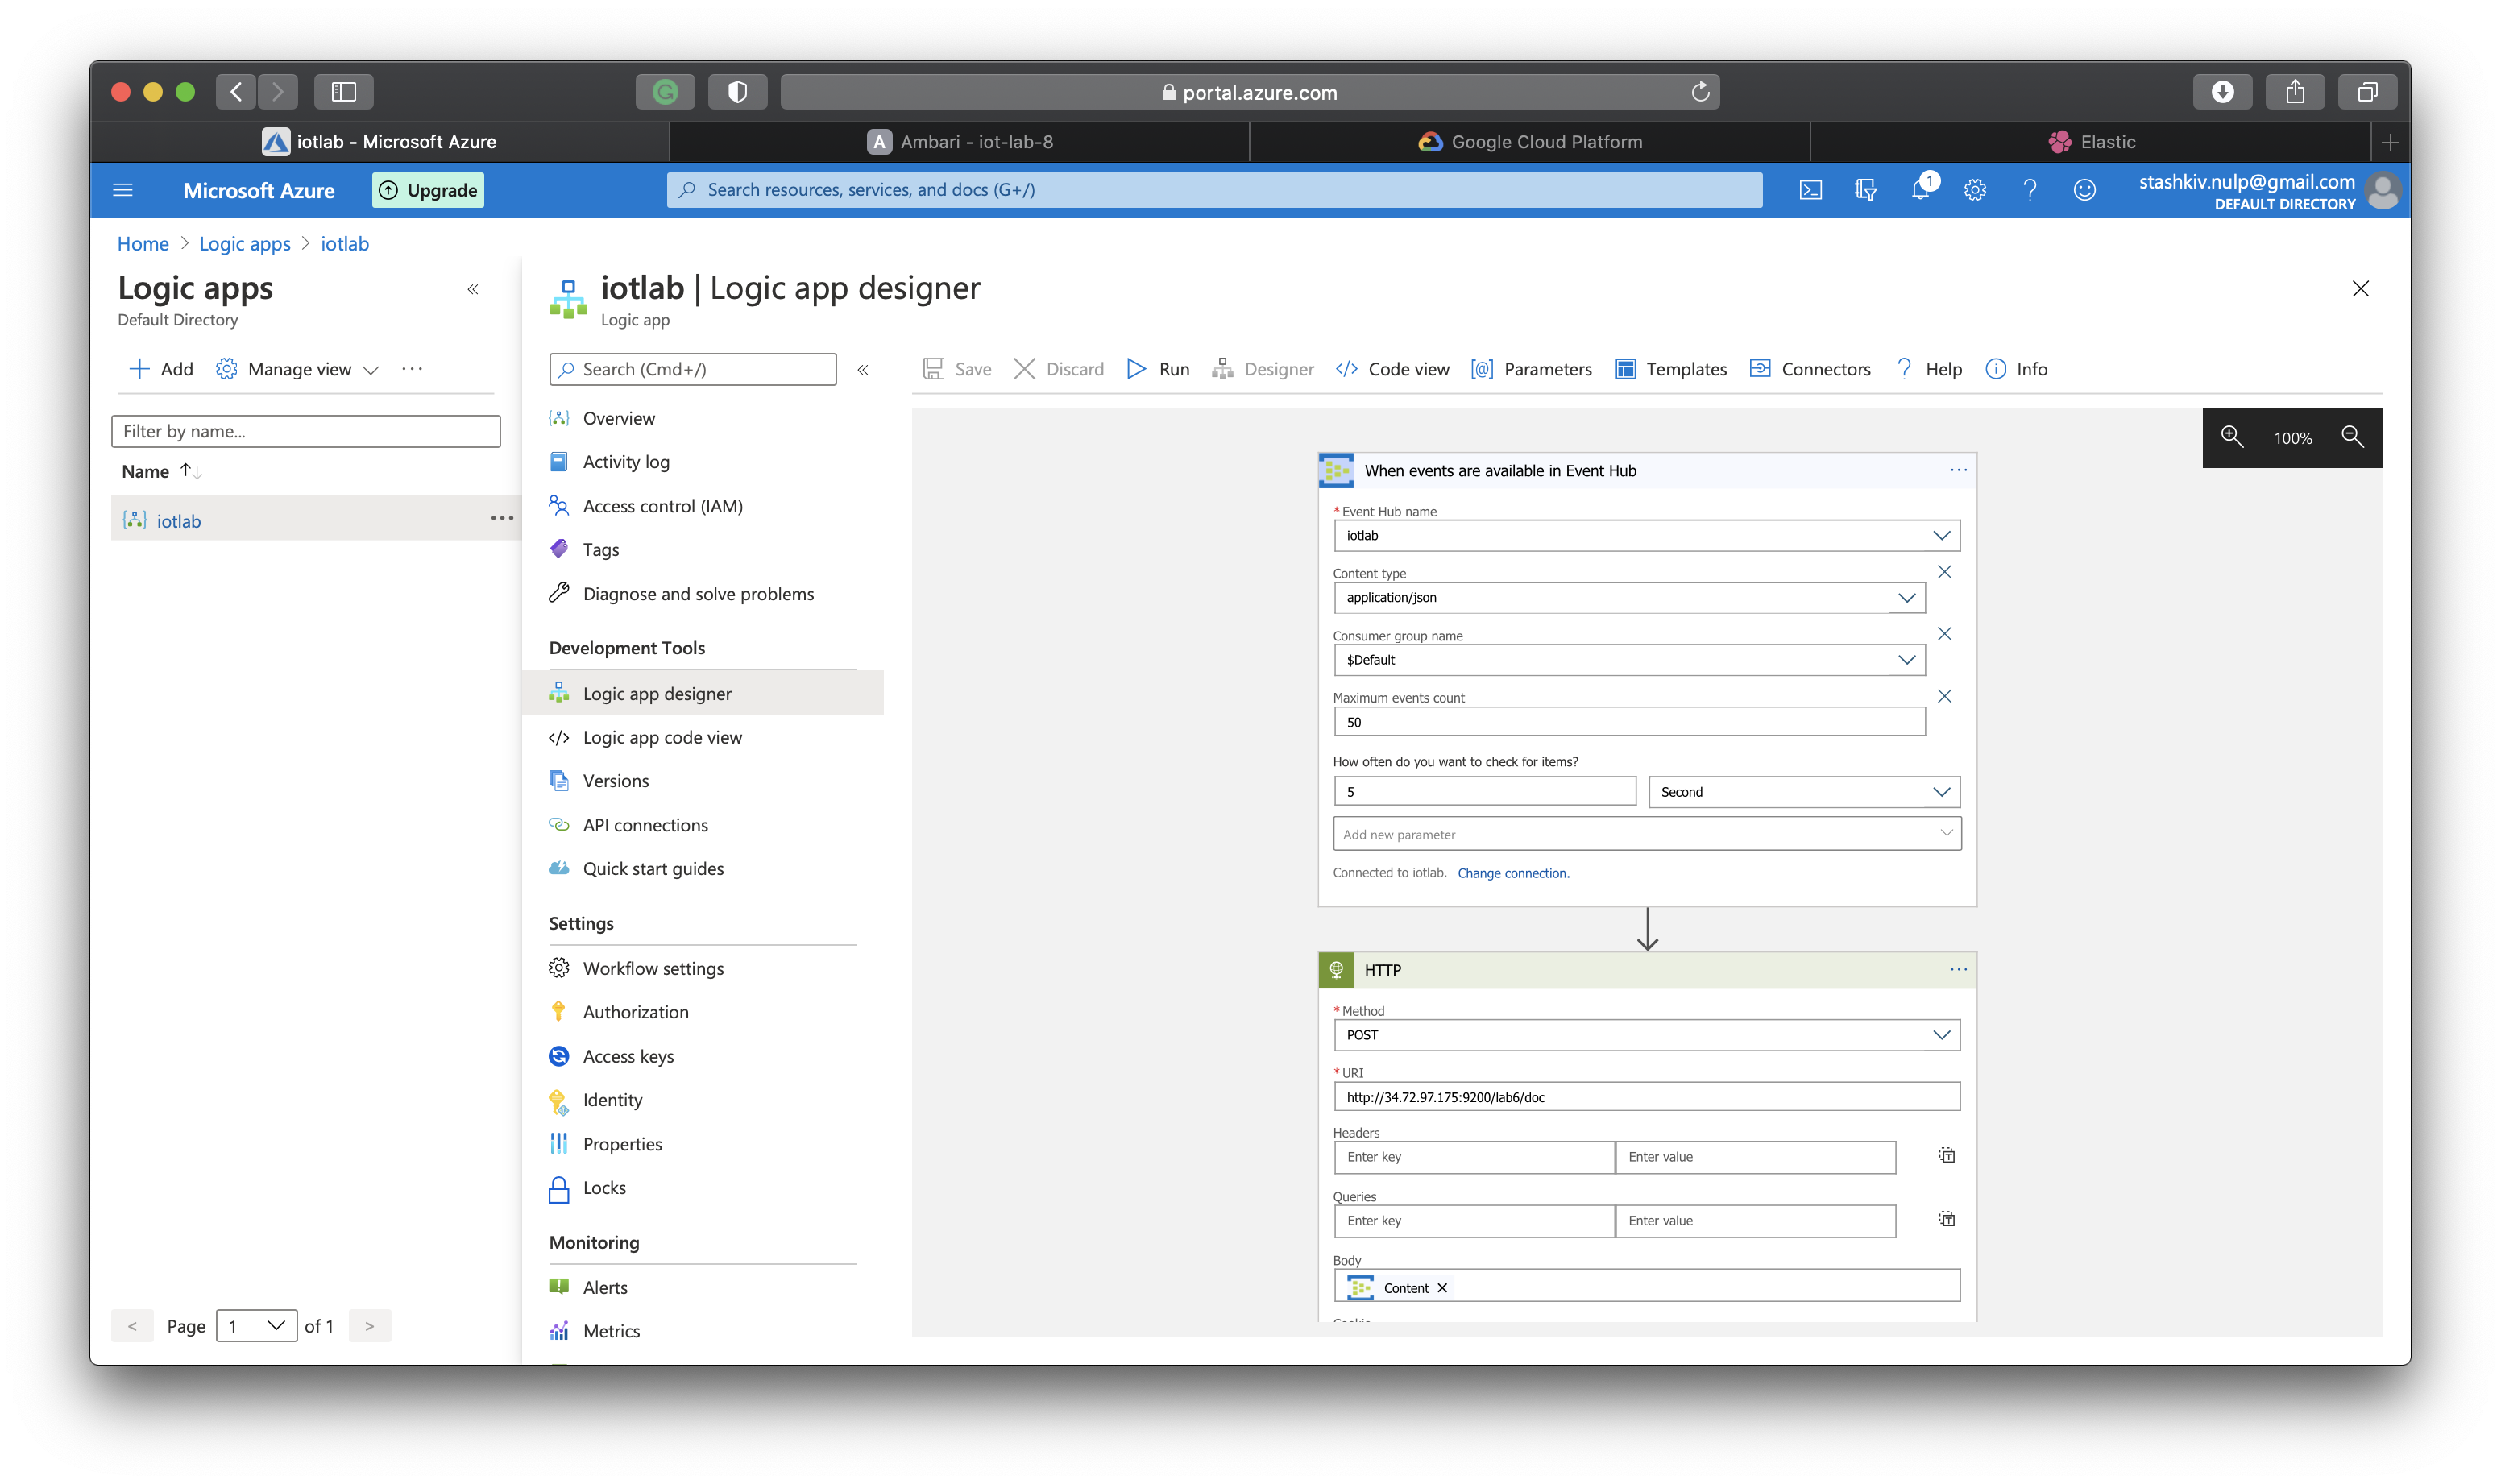 portal.azure.com
iotlab - Microsoft Azure
A Ambari - iot-lab-8
Google Cloud Platform
Elastic
Microsoft Azure
Upgrade
Search resources, services, and docs (G+/)
1
stashkiv.nulp@gmail.com
DEFAULT DIRECTORY
Home > Logic apps > iotlab
Logic apps
Default Directory
Add
Manage view
Filter by name...
Name
iotlab
< Page 1 of 1 >
iotlab | Logic app designer
Logic app
Search (Cmd+/)
Overview
Activity log
Access control (IAM)
Tags
Diagnose and solve problems
Development Tools
Logic app designer
Logic app code view
Versions
API connections
Quick start guides
Settings
Workflow settings
Authorization
Access keys
Identity
Properties
Locks
Monitoring
Alerts
Metrics
Save
Discard
Run
Designer
Code view
Parameters
Templates
Connectors
Help
Info
100%
When events are available in Event Hub
* Event Hub name
iotlab
Content type
application/json
Consumer group name
$Default
Maximum events count
50
How often do you want to check for items?
5
Second
Add new parameter
Connected to iotlab. Change connection.
HTTP
* Method
POST
* URI
http://34.72.97.175:9200/lab6/doc
Headers
Enter key
Enter value
Queries
Enter key
Enter value
Body
Content